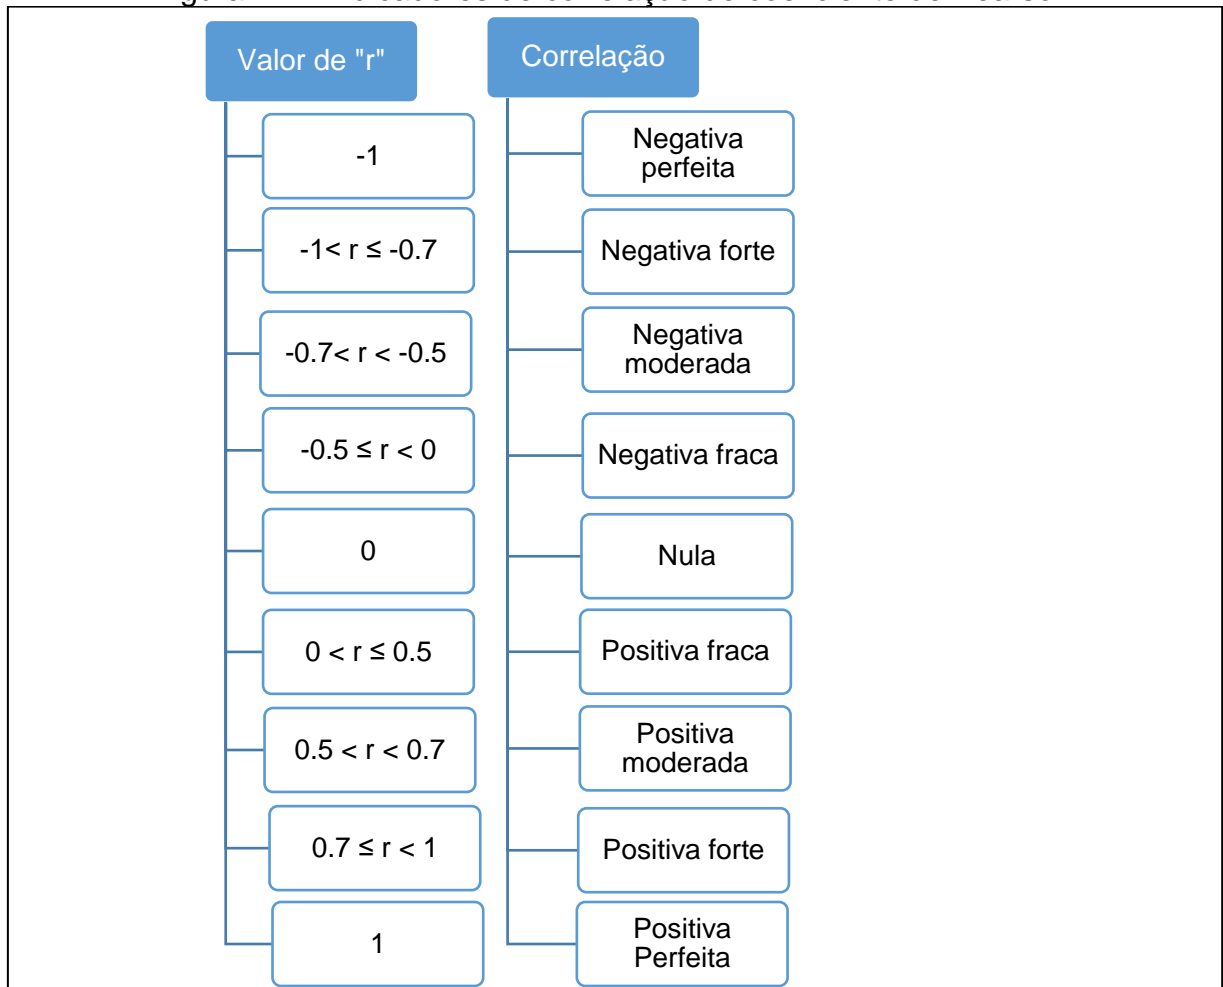 Valor de "r"
Correlação
-1
Negativa
perfeita
-1< r ≤ -0.7
Negativa forte
-0.7< r < -0.5
Negativa
moderada
-0.5 ≤ r < 0
Negativa fraca
0
Nula
0 < r ≤ 0.5
Positiva fraca
0.5 < r < 0.7
Positiva
moderada
0.7 ≤ r < 1
Positiva forte
1
Positiva
Perfeita